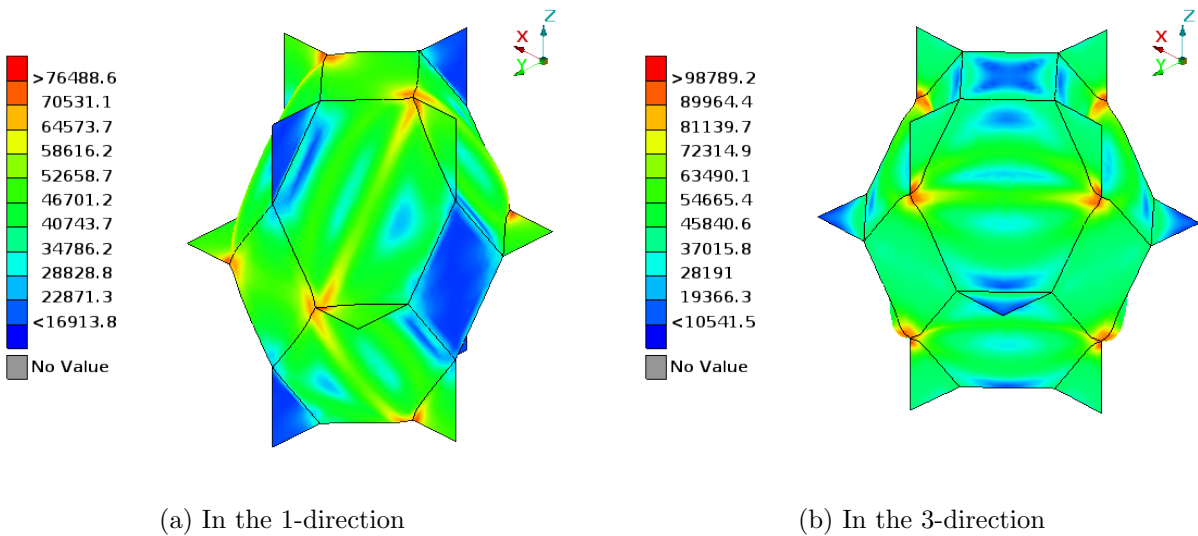 Z
X
Y
>76488.6
70531.1
64573.7
58616.2
52658.7
46701.2
40743.7
34786.2
28828.8
22871.3
<16913.8
No Value
(a) In the 1-direction
Z
X
Y
>98789.2
89964.4
81139.7
72314.9
63490.1
54665.4
45840.6
37015.8
28191
19366.3
<10541.5
No Value
(b) In the 3-direction